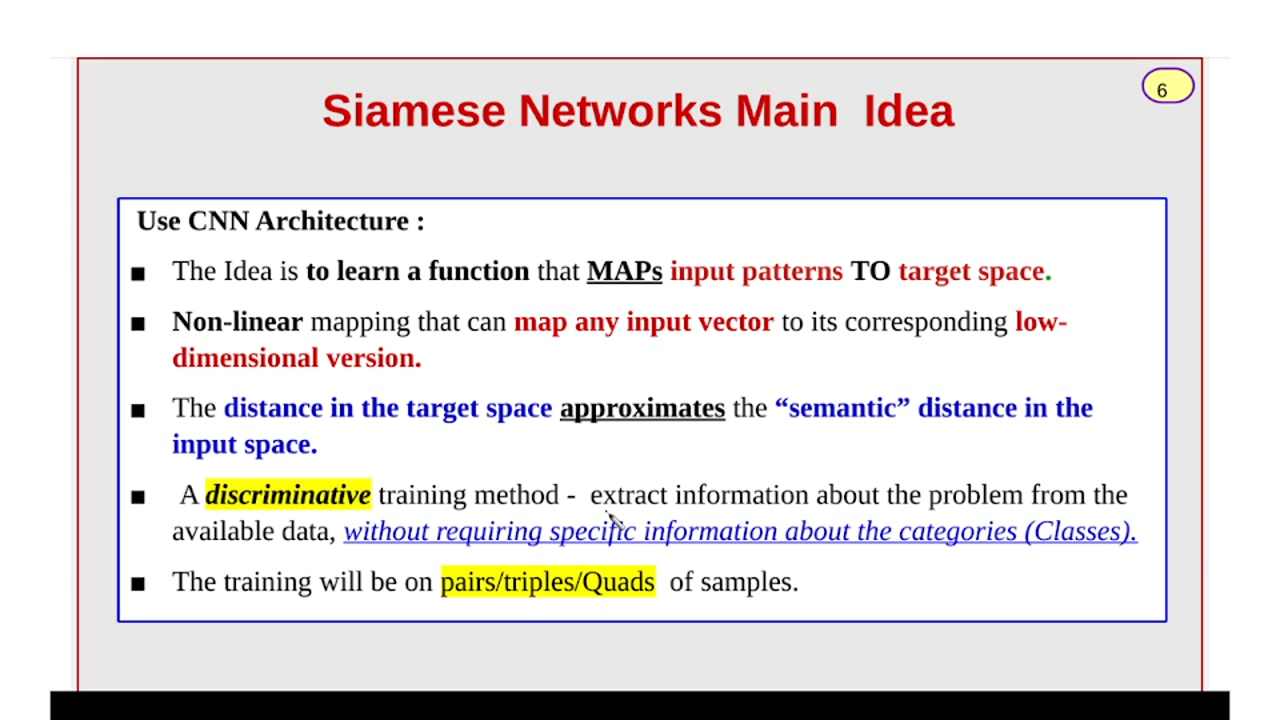 6
Siamese Networks Main Idea
Use CNN Architecture :
■ The Idea is to learn a function that MAPs input patterns TO target space.
■ Non-linear mapping that can map any input vector to its corresponding low-
dimensional version.
■ The distance in the target space approximates the “semantic” distance in the
input space.
■ A discriminative training method - extract information about the problem from the
available data, without requiring specific information about the categories (Classes).
■ The training will be on pairs/triples/Quads of samples.